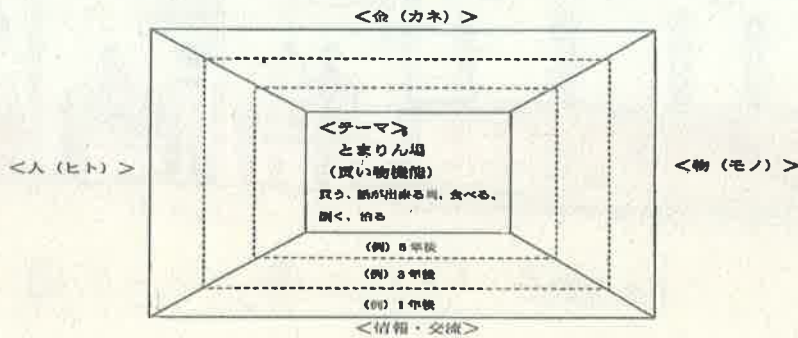 <金（カネ）>
<人（ヒト）>
<テーマ>
とまりん場
（買い物機能）
買う、話が出来る、食べる、
働く、泊る
<物（モノ）>
（例）5年後
（例）3年後
（例）1年後
<情報・交流>